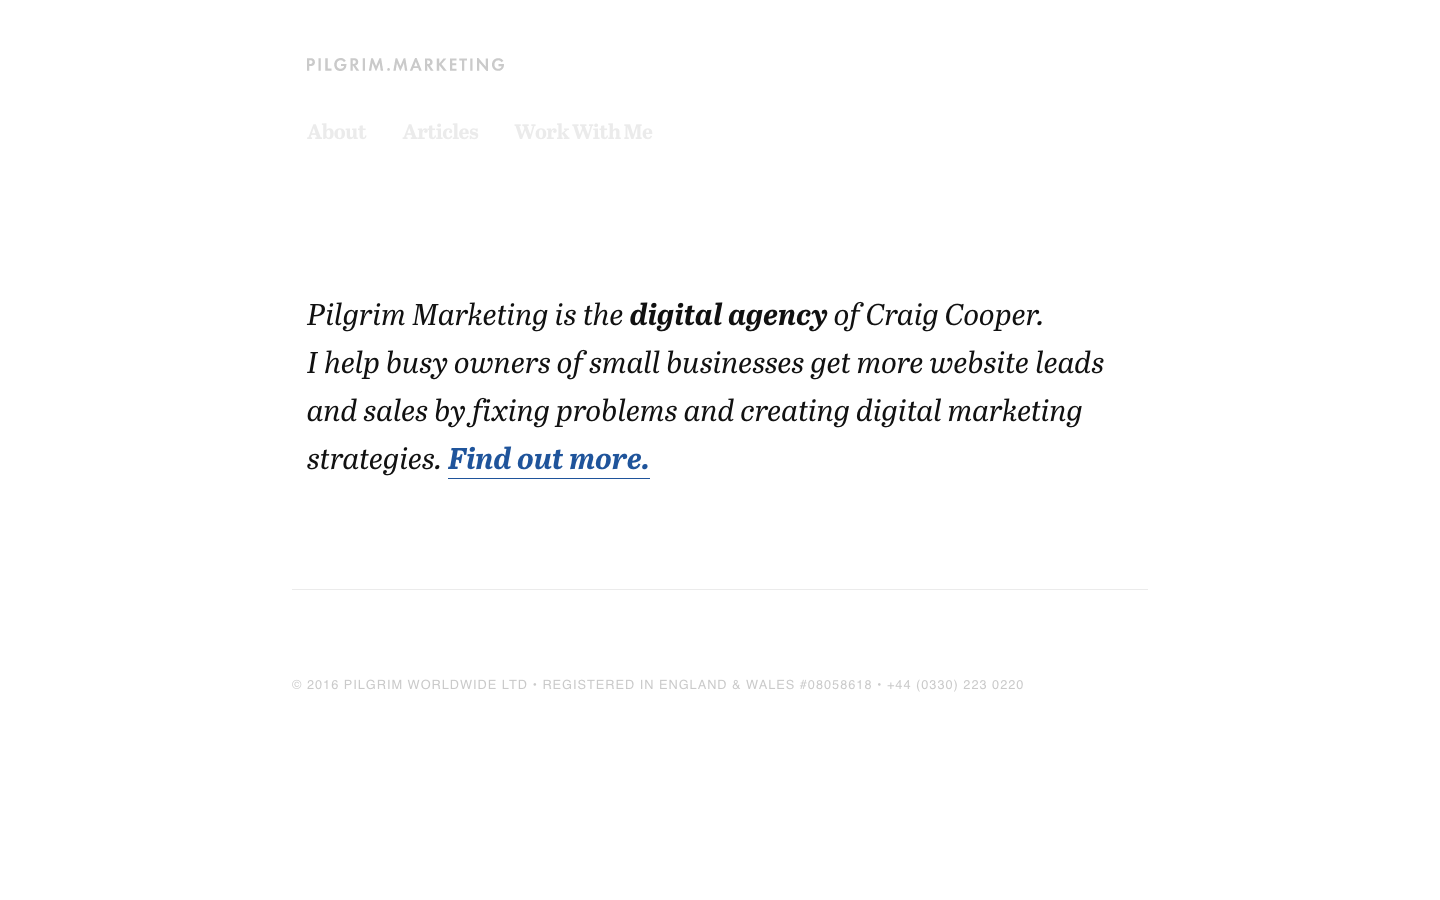 PILGRIM.MARKETING
About Articles Work With Me
Pilgrim Marketing is the digital agency of Craig Cooper.
I help busy owners of small businesses get more website leads
and sales by fixing problems and creating digital marketing
strategies. Find out more.
© 2016 PILGRIM WORLDWIDE LTD • REGISTERED IN ENGLAND & WALES #08058618 • +44 (0330) 223 0220